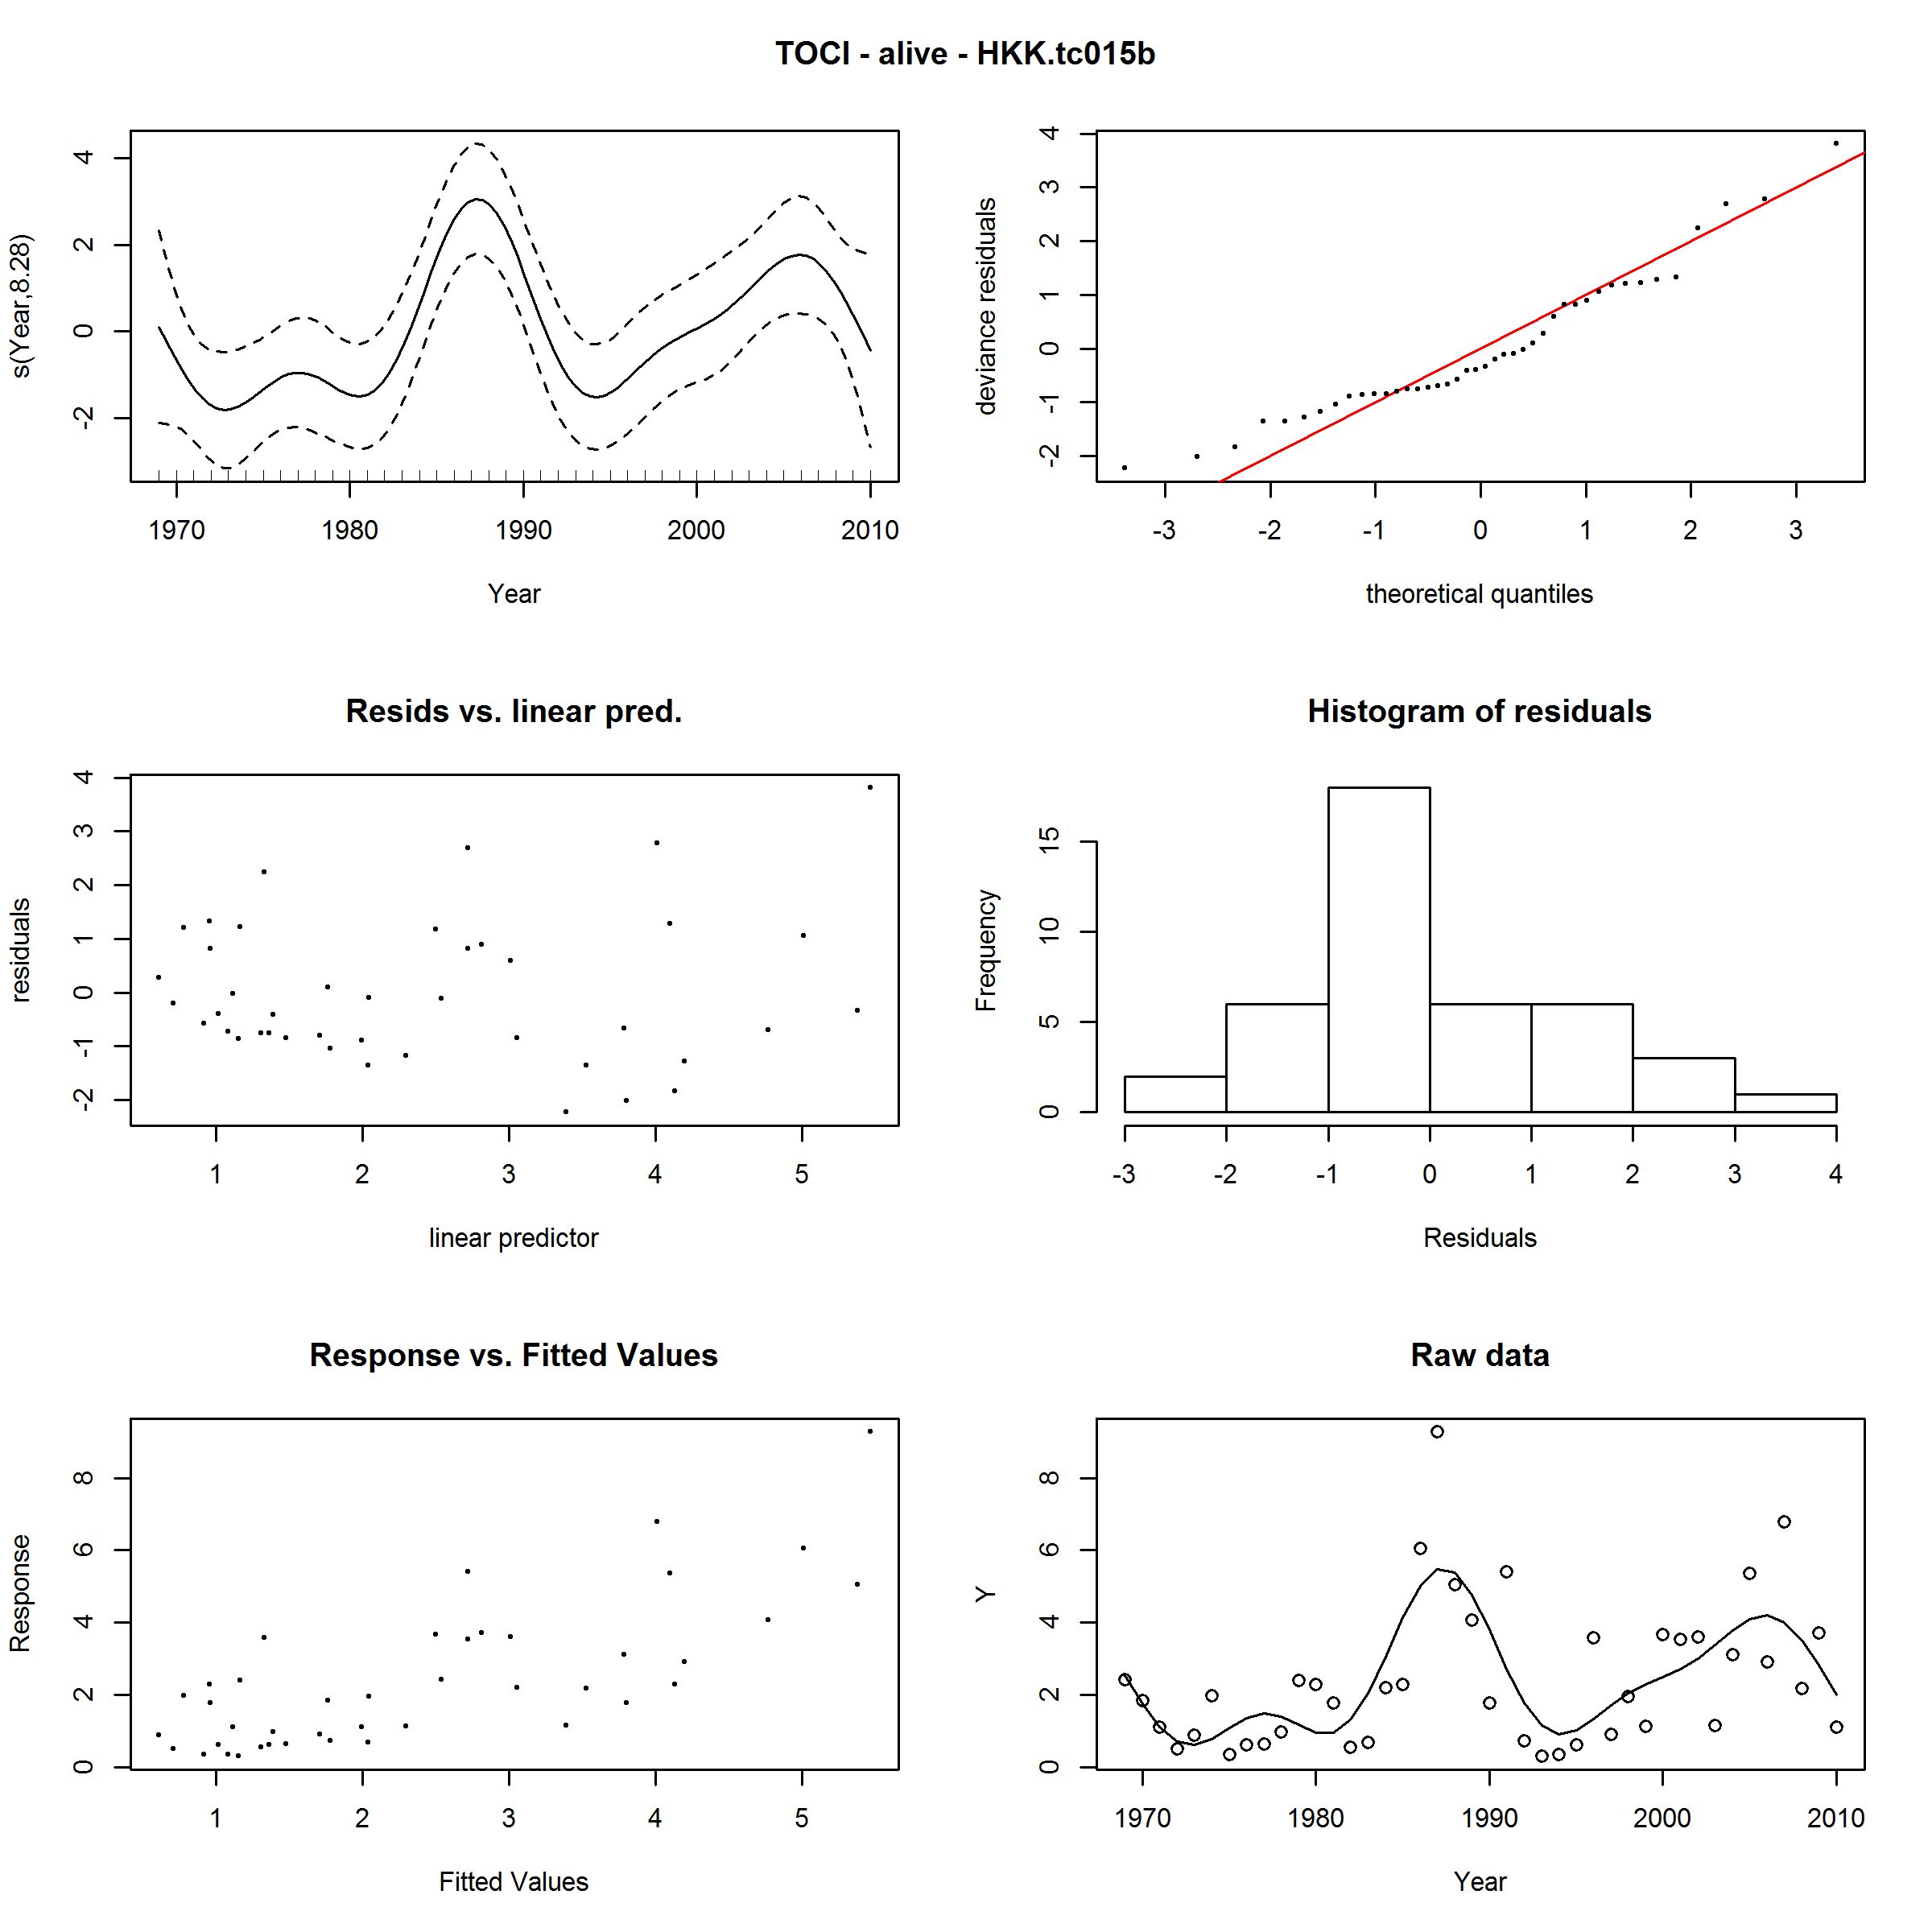 TOCI - alive - HKK.tc015b
s(Year,8.28)
4
2
0
-2
1970 1980 1990 2000 2010
Year
deviance residuals
4
3
2
1
0
-1
-2
-3 -2 -1 0 1 2 3
theoretical quantiles
Resids vs. linear pred.
residuals
4
3
2
1
0
-1
-2
1 2 3 4 5
linear predictor
Histogram of residuals
Frequency
15
10
5
0
-3 -2 -1 0 1 2 3 4
Residuals
Response vs. Fitted Values
Response
8
6
4
2
0
1 2 3 4 5
Fitted Values
Raw data
Y
8
6
4
2
0
1970 1980 1990 2000 2010
Year